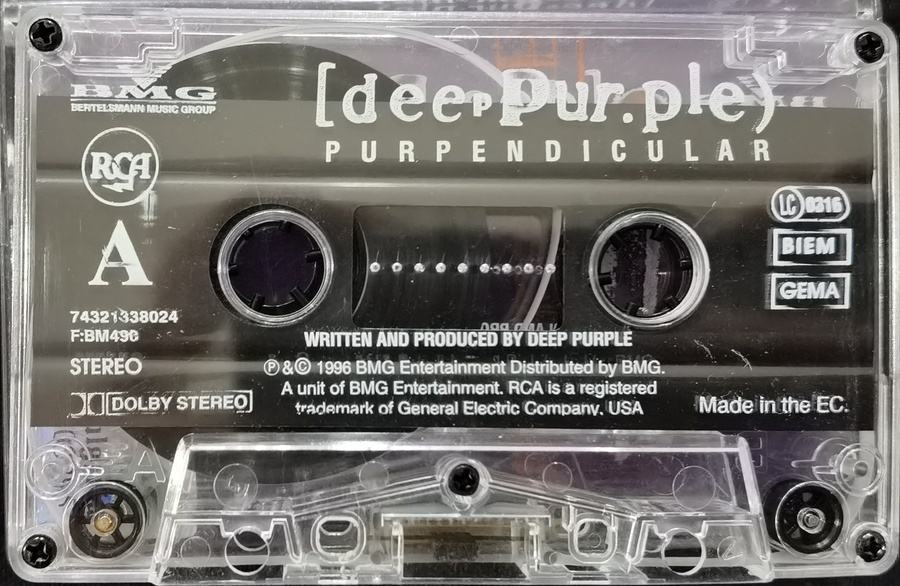 BMG
BERTELSMANN MUSIC GROUP
[deepPur.ple)
PURPENDICULAR
RCA
A
LC 0316
BIEM
GEMA
74321338024
F:BM490
STEREO
DOLBY STEREO
WRITTEN AND PRODUCED BY DEEP PURPLE
℗ & © 1996 BMG Entertainment Distributed by BMG.
A unit of BMG Entertainment. RCA is a registered
trademark of General Electric Company, USA
Made in the EC.